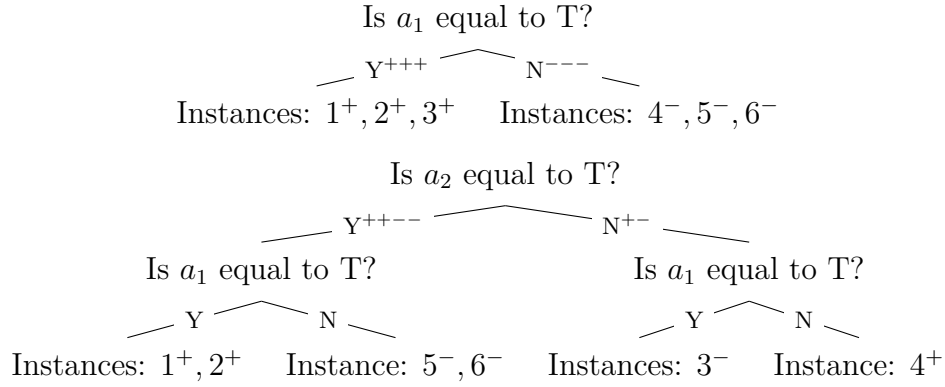 Is a₁ equal to T?
Y⁺⁺⁺ N⁻⁻⁻
Instances: 1⁺, 2⁺, 3⁺ Instances: 4⁻, 5⁻, 6⁻
Is a₂ equal to T?
Y⁺⁺⁻⁻ N⁺⁻
Is a₁ equal to T? Is a₁ equal to T?
Y N Y N
Instances: 1⁺, 2⁺ Instance: 5⁻, 6⁻ Instances: 3⁻ Instance: 4⁺